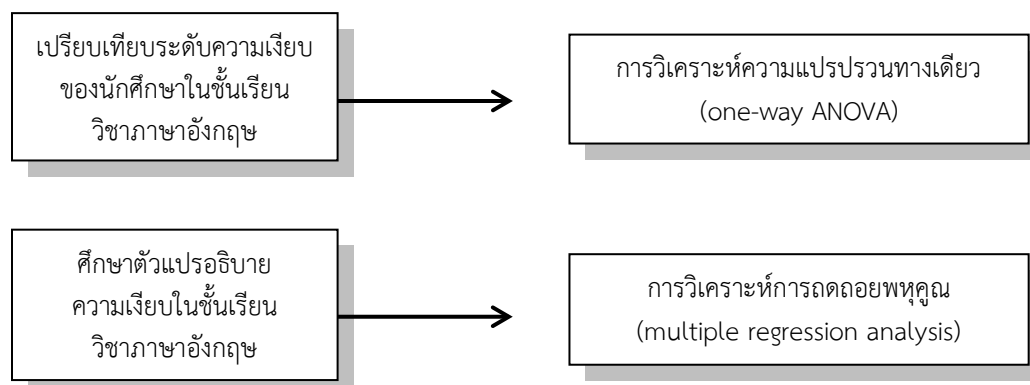 เปรียบเทียบระดับความเงียบ
ของนักศึกษาในชั้นเรียน
วิชาภาษาอังกฤษ
การวิเคราะห์ความแปรปรวนทางเดียว
(one-way ANOVA)
ศึกษาตัวแปรอธิบาย
ความเงียบในชั้นเรียน
วิชาภาษาอังกฤษ
การวิเคราะห์การถดถอยพหุคูณ
(multiple regression analysis)